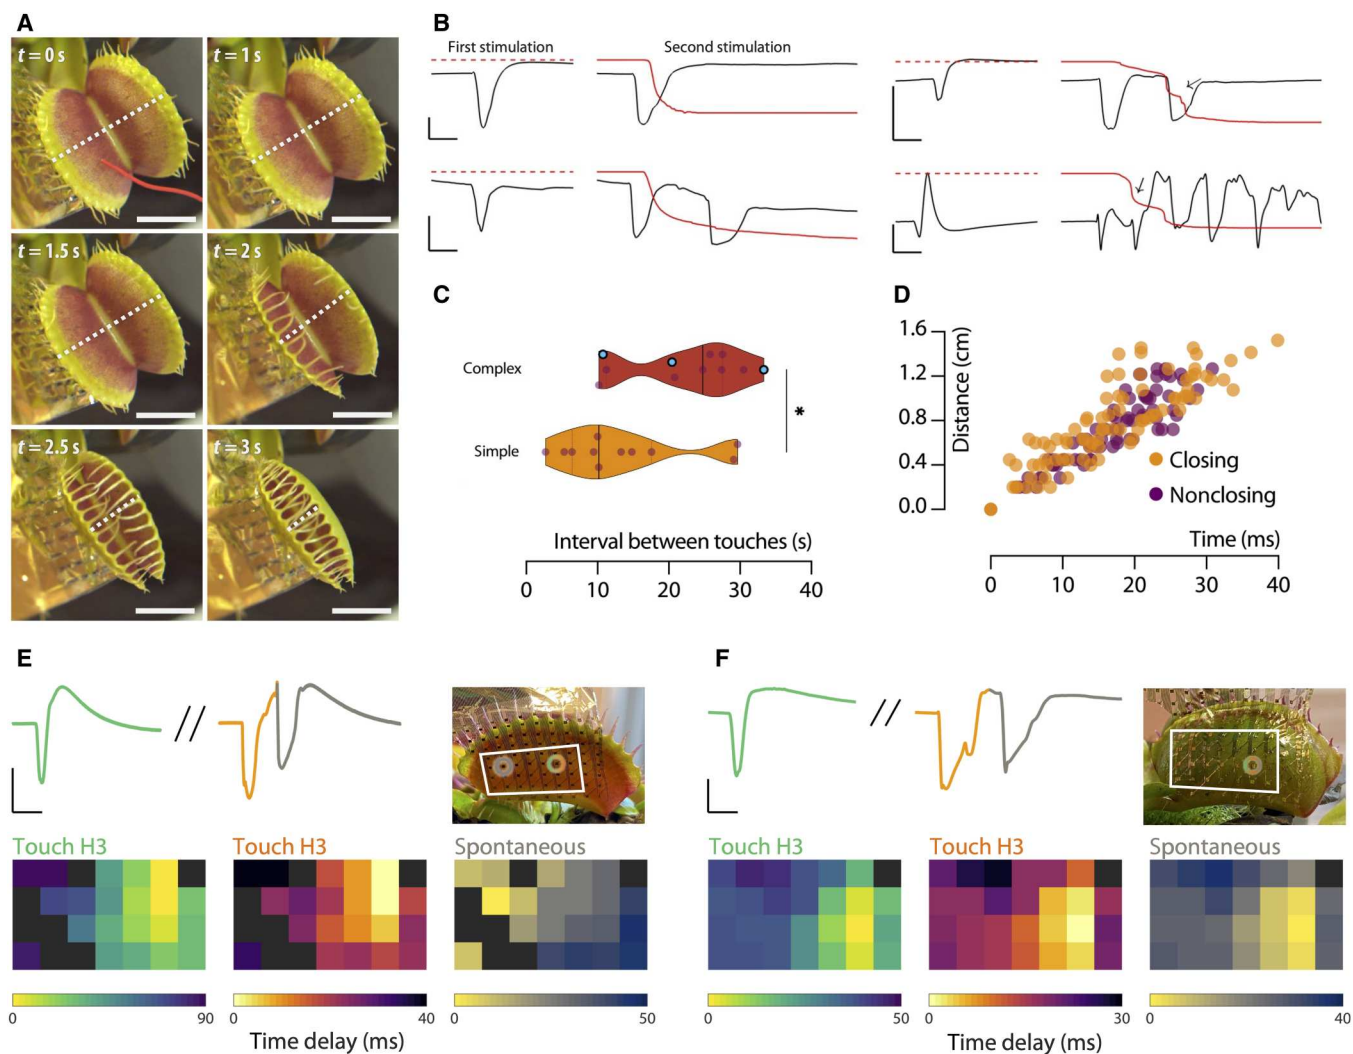 A
t = 0 s
t = 1 s
t = 1.5 s
t = 2 s
t = 2.5 s
t = 3 s
B
First stimulation
Second stimulation
C
Complex
Simple
*
Interval between touches (s)
0 10 20 30 40
D
1.6
1.2
0.8
0.4
0.0
Distance (cm)
Closing
Nonclosing
Time (ms)
0 10 20 30 40
E
Touch H3
Touch H3
Spontaneous
0 90
0 40
0 50
Time delay (ms)
F
Touch H3
Touch H3
Spontaneous
0 50
0 30
0 40
Time delay (ms)